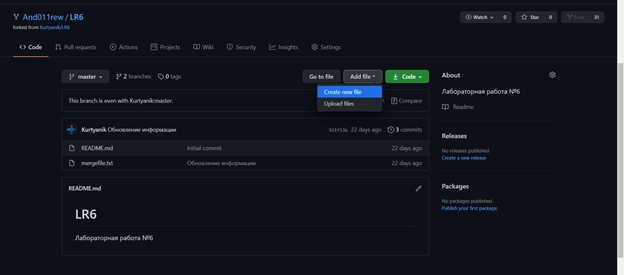 And011rew / LR6
forked from Kurtyanik/LR6
Watch 0 Star 0 Fork 31
Code Pull requests Actions Projects Wiki Security Insights Settings
master 2 branches 0 tags Go to file Add file Code
Create new file
Upload files
This branch is even with Kurtyanik:master. Compare
Kurtyanik Обновление информации 22 days ago 3 commits
README.md Initial commit 22 days ago
mergefile.txt Обновление информации 22 days ago
README.md
LR6
Лабораторная работа №6
About
Лабораторная работа №6
Readme
Releases
No releases published
Create a new release
Packages
No packages published
Publish your first package